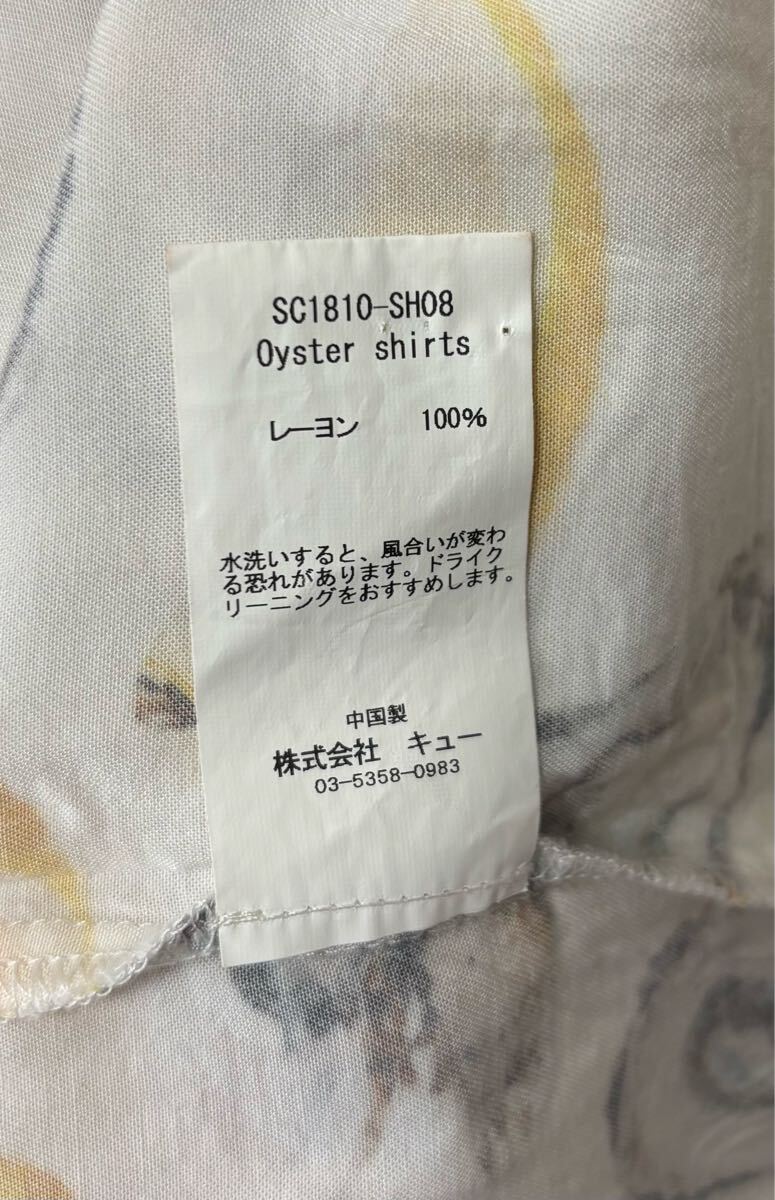 SC1810-SH08
Oyster shirts
レーヨン 100%
水洗いすると、風合いが変わ
る恐れがあります。ドライク
リーニングをおすすめします。
中国製
株式会社 キュー
03-5358-0983